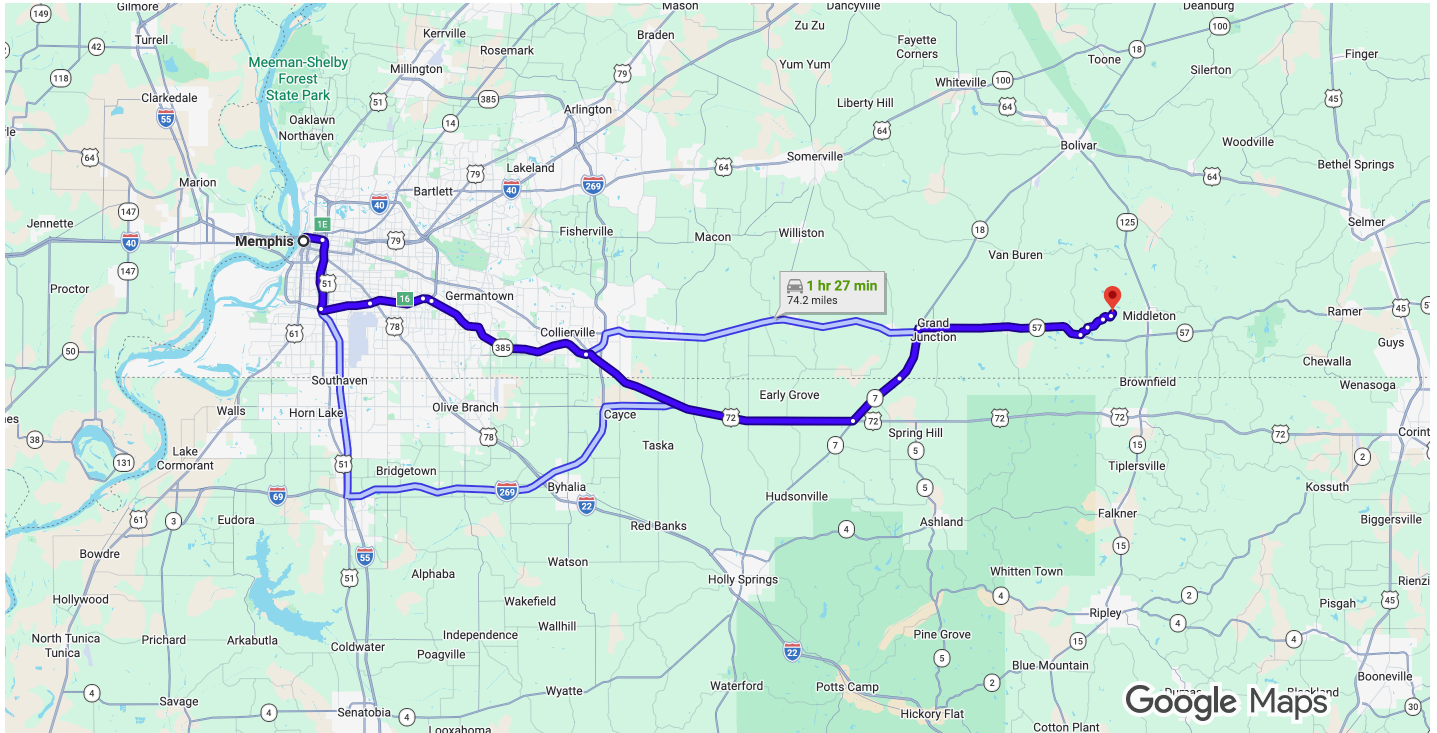 Gilmore
Mason
Dancyville
Deanburg
149
Kerrville
Braden
Zu Zu
100
Turrell
42
Rosemark
Fayette
Corners
18
Toone
Finger
Meeman-Shelby
Forest
State Park
Millington
79
Yum Yum
Whiteville
100
Silerton
118
Clarkedale
51
385
Arlington
Liberty Hill
64
45
55
Oaklawn
Northaven
14
64
Bolivar
Woodville
64
Marion
40
Bartlett
79
Lakeland
40
269
64
Somerville
64
Bethel Springs
147
Jennette
40
1E
Memphis
79
Fisherville
Macon
Williston
18
125
Selmer
147
Van Buren
Proctor
51
16
Germantown
1 hr 27 min
74.2 miles
Middleton
Ramer
45
61
78
Collierville
Grand
Junction
57
57
Guys
50
385
Chewalla
Southaven
Brownfield
Wenasoga
Walls
Horn Lake
Olive Branch
Cayce
Early Grove
7
72
72
72
72
72
38
78
Taska
7
Spring Hill
Corint
Lake
Cormorant
131
51
Bridgetown
5
15
Tiplersville
2
69
269
Byhalia
22
Hudsonville
5
Kossuth
61
3
Eudora
Red Banks
4
Ashland
Falkner
Biggersville
Bowdre
55
Watson
15
51
Alphaba
Holly Springs
Whitten Town
Rienzi
Hollywood
Wakefield
4
2
45
Pisgah
North Tunica
Tunica
Prichard
Arkabutla
Independence
Wallhill
Ripley
4
4
Coldwater
Poagville
22
Pine Grove
15
5
Blue Mountain
4
Savage
Wyatte
Waterford
Potts Camp
2
Booneville
4
Senatobia
4
Hickory Flat
Google Maps
Blackland
30
Looxahoma
Cotton Plant